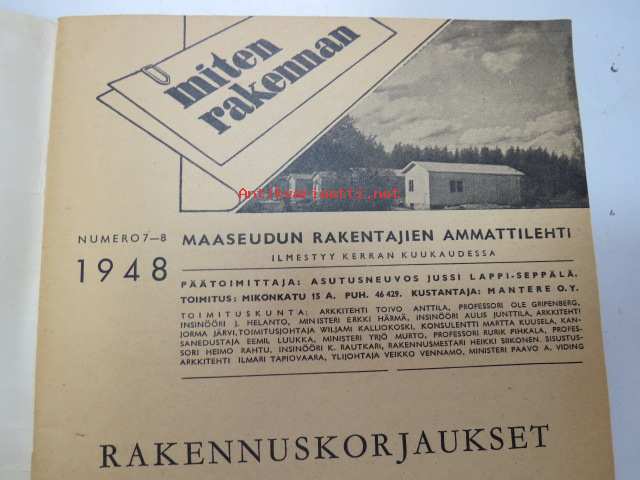 miten
rakennan
Antikvariaatti.net
NUMERO 7—8
1948
MAASEUDUN RAKENTAJIEN AMMATTILEHTI
ILMESTYY KERRAN KUUKAUDESSA
PÄÄTOIMITTAJA: ASUTUSNEUVOS JUSSI LAPPI-SEPPÄLÄ.
TOIMITUS: MIKONKATU 15 A. PUH. 46 429. KUSTANTAJA: MANTERE O.Y.
TOIMITUSKUNTA: ARKKITEHTI TOIVO ANTTILA, PROFESSORI OLE GRIPENBERG,
INSINÖÖRI J. HELANTO, MINISTERI ERKKI HÄRMÄ, INSINÖÖRI AULIS JUNTTILA, ARKKITEHTI
JORMA JÄRVI, TOIMITUSJOHTAJA WILJAMI KALLIOKOSKI, KONSULENTTI MARTTA KUUSELA, KAN-
SANEDUSTAJA EEMIL LUUKKA, MINISTERI YRJÖ MURTO, PROFESSORI RURIK PIHKALA, PROFES-
SORI HEIMO RAHTU, INSINÖÖRI K. RAUTKARI, RAKENNUSMESTARI HEIKKI SIIKONEN. SISUSTUS-
ARKKITEHTI ILMARI TAPIOVAARA, YLIJOHTAJA VEIKKO VENNAMO, MINISTERI PAAVO A. VIDING
RAKENNUSKORJAUKSET